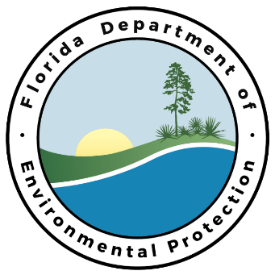 Florida Department of
Environmental Protection